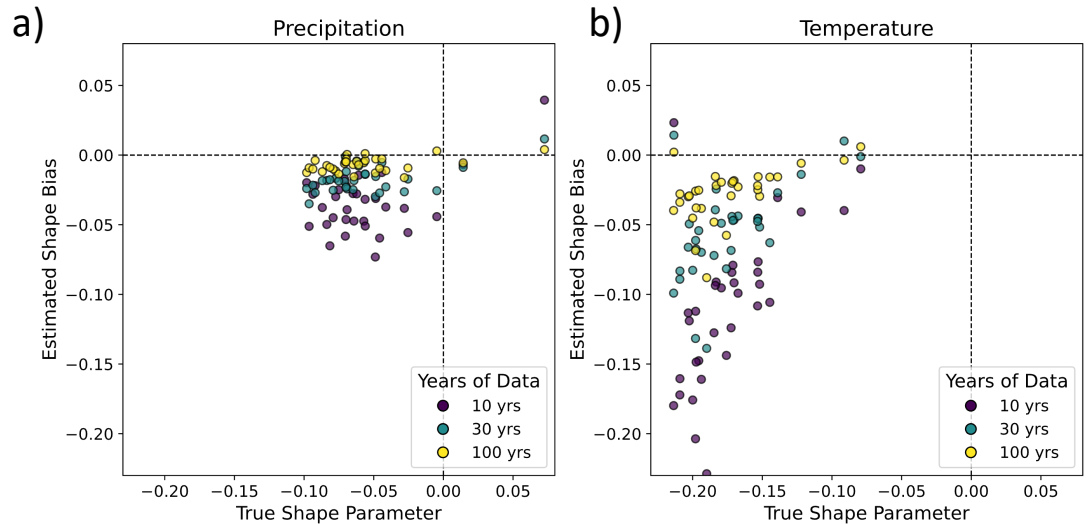 a)
Precipitation
Estimated Shape Bias
0.05
0.00
−0.05
−0.10
−0.15
−0.20
Years of Data
10 yrs
30 yrs
100 yrs
−0.20 −0.15 −0.10 −0.05 0.00 0.05
True Shape Parameter
b)
Temperature
Estimated Shape Bias
0.05
0.00
−0.05
−0.10
−0.15
−0.20
Years of Data
10 yrs
30 yrs
100 yrs
−0.20 −0.15 −0.10 −0.05 0.00 0.05
True Shape Parameter